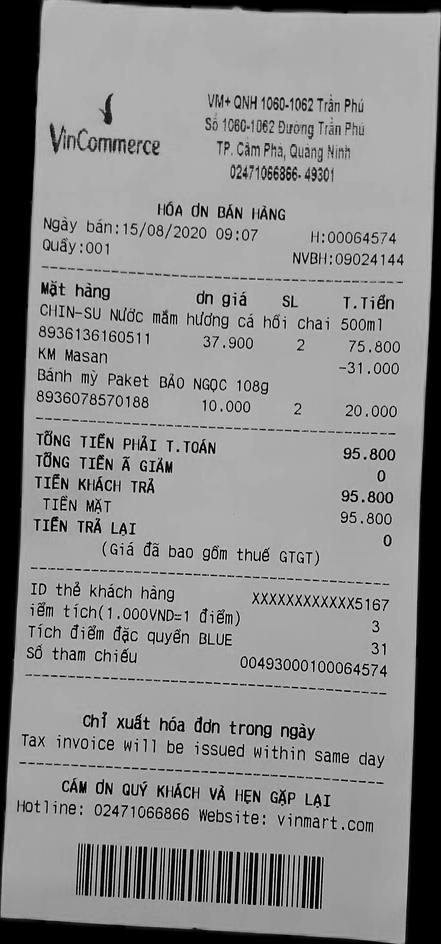 VinCommerce
VM+ QNH 1060-1062 Trần Phú
Số 1060-1062 Đường Trần Phú
TP. Cẩm Phả, Quảng Ninh
02471066866- 49301
HÓA ƠN BÁN HÀNG
Ngày bán:15/08/2020 09:07 H:00064574
Quầy:001 NVBH:09024144
Mặt hàng ơn giá SL T.Tiền
CHIN-SU Nước mắm hương cá hồi chai 500ml
8936136160511 37.900 2 75.800
KM Masan -31.000
Bánh mỳ Paket BẢO NGỌC 108g
8936078570188 10.000 2 20.000
TỔNG TIỀN PHẢI T.TOÁN 95.800
TỔNG TIỀN Ã GIẢM 0
TIỀN KHÁCH TRẢ 95.800
TIỀN MẶT 95.800
TIỀN TRẢ LẠI 0
(Giá đã bao gồm thuế GTGT)
ID thẻ khách hàng XXXXXXXXXXXX5167
iểm tích(1.000VND=1 điểm) 3
Tích điểm đặc quyền BLUE 31
Số tham chiếu 00493000100064574
Chỉ xuất hóa đơn trong ngày
Tax invoice will be issued within same day
CÁM ƠN QUÝ KHÁCH VÀ HẸN GẶP LẠI
Hotline: 02471066866 Website: vinmart.com